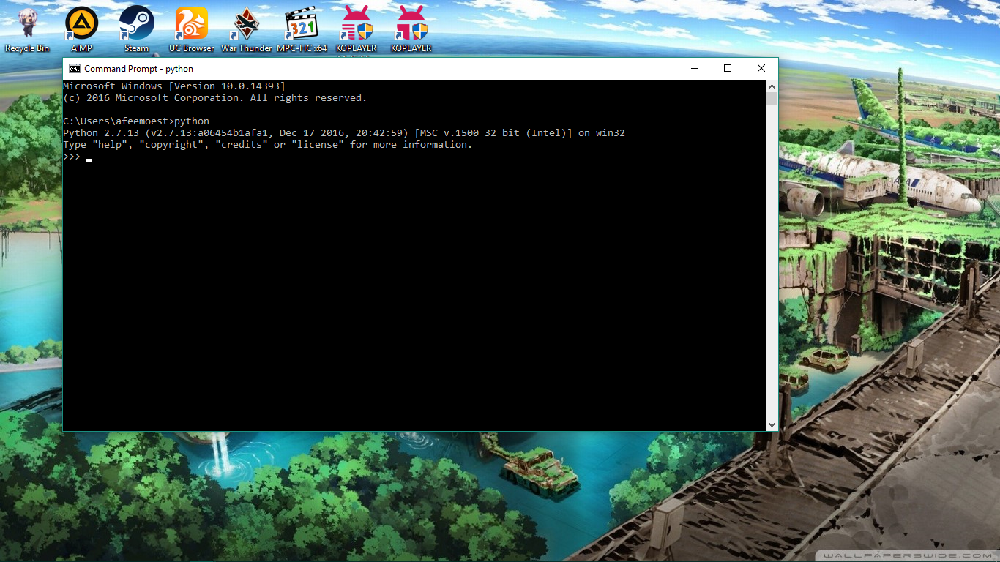 Recycle Bin
AIMP
Steam
UC Browser
War Thunder
MPC-HC x64
KOPLAYER
KOPLAYER
321
Command Prompt - python
Microsoft Windows [Version 10.0.14393]
(c) 2016 Microsoft Corporation. All rights reserved.
C:\Users\afeemoest>python
Python 2.7.13 (v2.7.13:a06454b1afa1, Dec 17 2016, 20:42:59) [MSC v.1500 32 bit (Intel)] on win32
Type "help", "copyright", "credits" or "license" for more information.
>>>
ANA
WALLPAPERSWIDE.COM